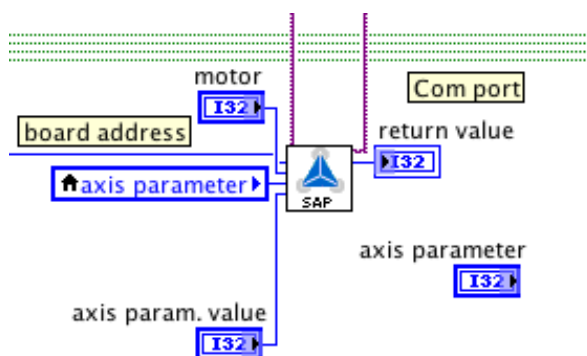 motor
I32
Com port
board address
return value
I32
axis parameter
SAP
axis parameter
I32
axis param. value
I32